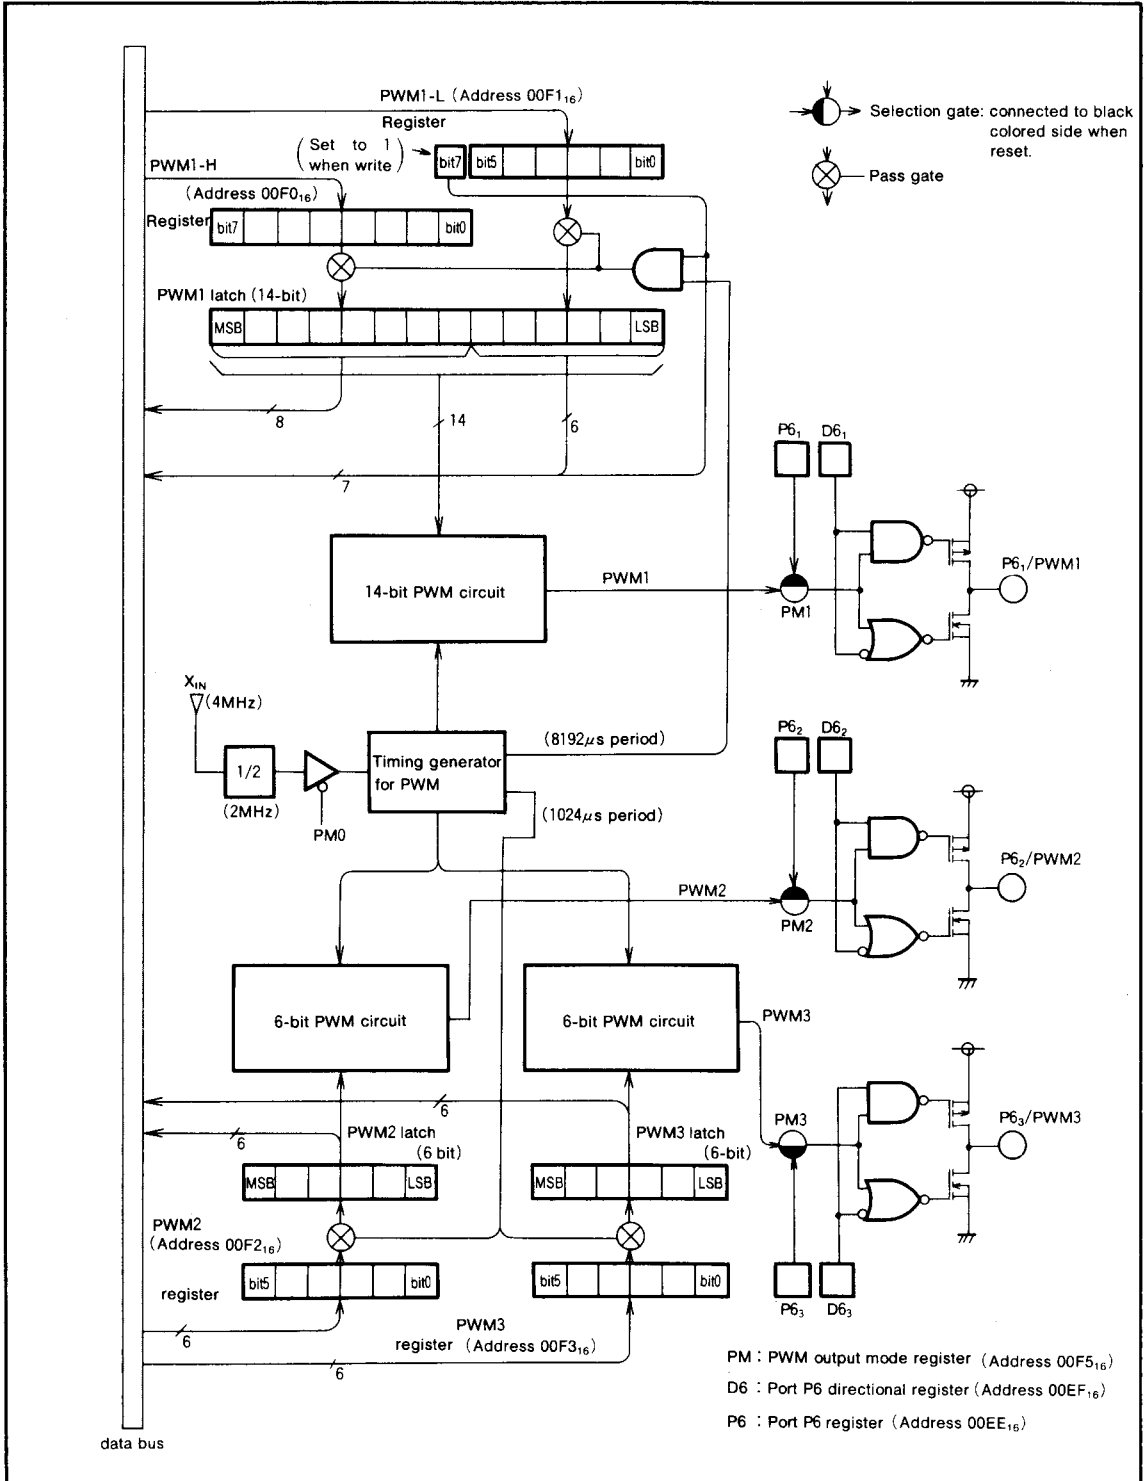 PWM1-L (Address 00F1₁₆)
Register
(Set to 1
when write)
bit7
bit5
bit0
Selection gate: connected to black
colored side when
reset.
Pass gate
PWM1-H
(Address 00F0₁₆)
Register
bit7
bit0
PWM1 latch (14-bit)
MSB
LSB
8
14
6
7
P6₁
D6₁
14-bit PWM circuit
PWM1
PM1
P6₁/PWM1
X_IN
(4MHz)
1/2
(2MHz)
PM0
Timing generator
for PWM
(8192μs period)
(1024μs period)
P6₂
D6₂
PWM2
PM2
P6₂/PWM2
6-bit PWM circuit
6-bit PWM circuit
PWM3
PM3
P6₃/PWM3
6
6
PWM2 latch
(6 bit)
PWM3 latch
(6-bit)
MSB
LSB
MSB
LSB
PWM2
(Address 00F2₁₆)
register
bit5
bit0
bit5
bit0
P6₃
D6₃
6
PWM3
register (Address 00F3₁₆)
6
PM : PWM output mode register (Address 00F5₁₆)
D6 : Port P6 directional register (Address 00EF₁₆)
P6 : Port P6 register (Address 00EE₁₆)
data bus